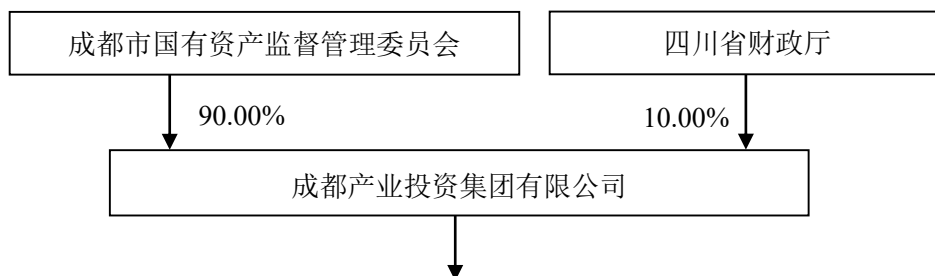 成都市国有资产监督管理委员会
四川省财政厅
90.00%
10.00%
成都产业投资集团有限公司